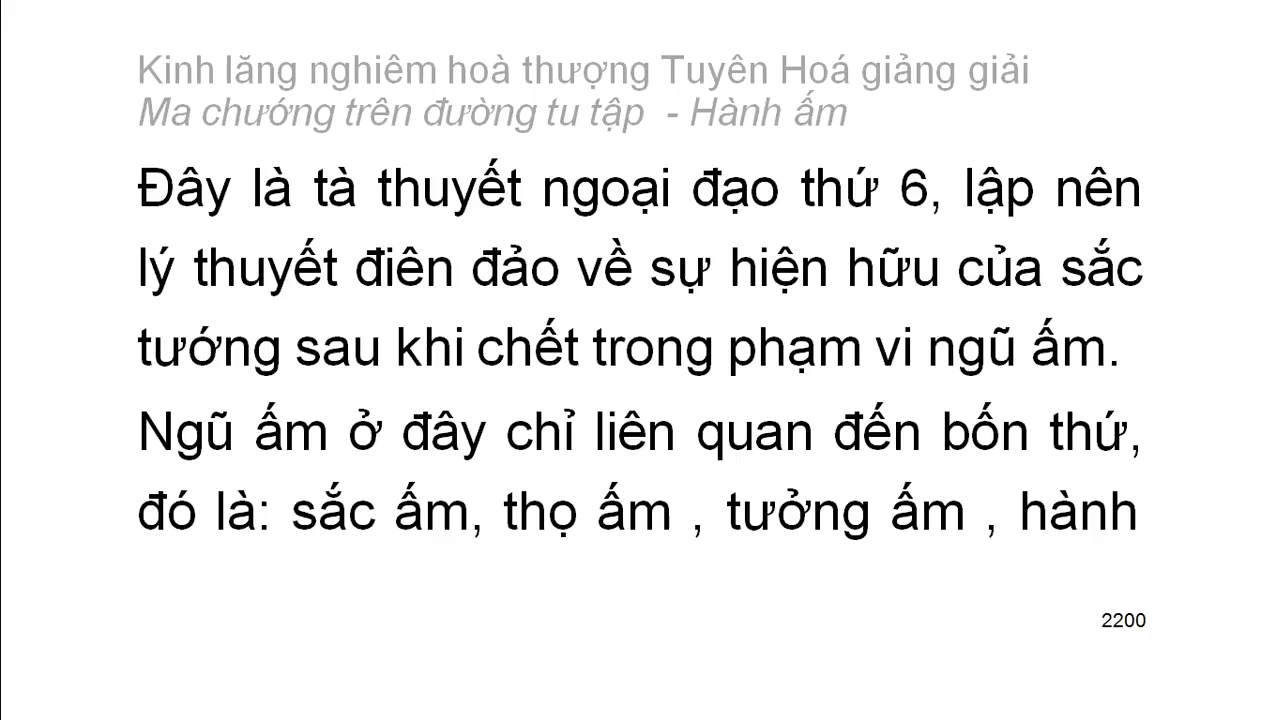 Kinh lăng nghiêm hoà thượng Tuyên Hoá giảng giải
Ma chướng trên đường tu tập - Hành ấm
Đây là tà thuyết ngoại đạo thứ 6, lập nên
lý thuyết điên đảo về sự hiện hữu của sắc
tướng sau khi chết trong phạm vi ngũ ấm.
Ngũ ấm ở đây chỉ liên quan đến bốn thứ,
đó là: sắc ấm, thọ ấm , tưởng ấm , hành
2200